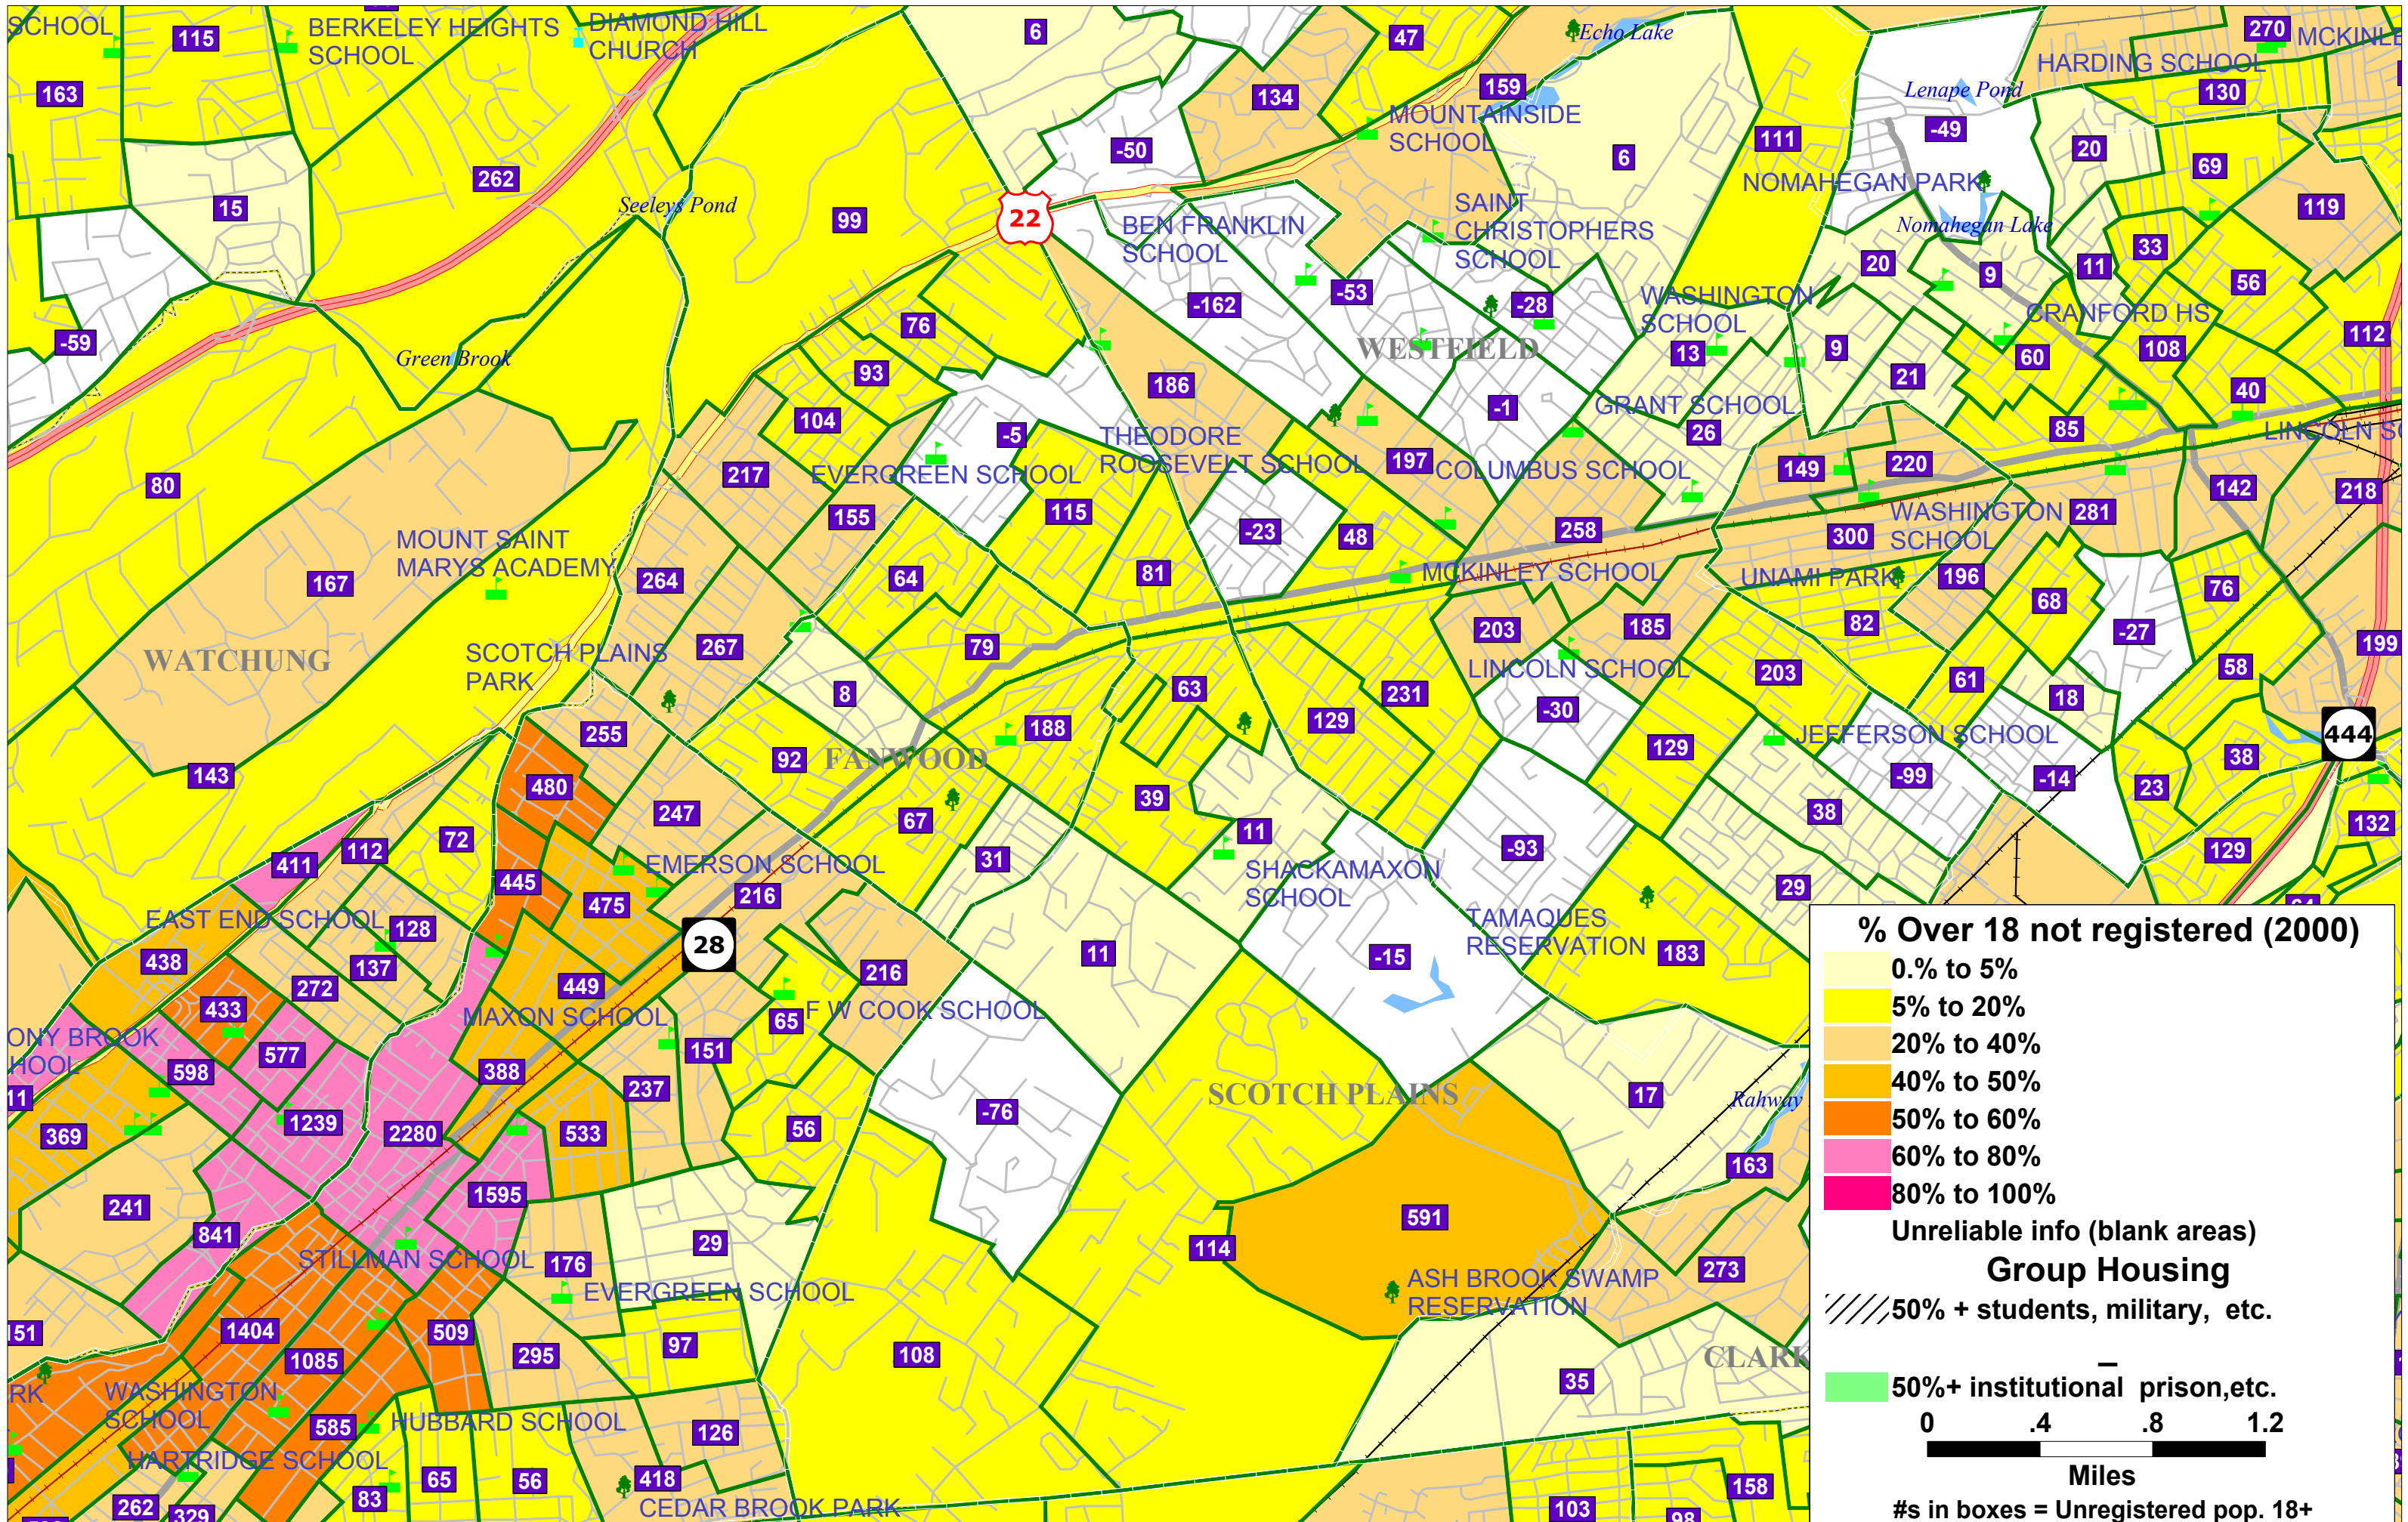 SCHOOL
115
BERKELEY HEIGHTS
SCHOOL
DIAMOND HILL
CHURCH
6
47
Echo Lake
270
HARDING SCHOOL
163
134
159
MOUNTAINSIDE
SCHOOL
Lenape Pond
130
-49
-50
6
111
20
69
262
15
NOMAHEGAN PARK
119
Seeleys Pond
99
22
BEN FRANKLIN
SCHOOL
SAINT
CHRISTOPHERS
SCHOOL
Nomahegan Lake
33
20
9
11
56
-59
Green Brook
76
-162
-53
-28
WASHINGTON
SCHOOL
CRANFORD HS
112
WESTFIELD
13
9
60
108
93
186
21
40
104
-5
-1
GRANT SCHOOL
26
85
THEODORE
ROOSEVELT SCHOOL
197
COLUMBUS SCHOOL
149
220
80
217
EVERGREEN SCHOOL
142
218
155
115
-23
48
258
300
WASHINGTON
SCHOOL
281
MOUNT SAINT
MARYS ACADEMY
167
264
64
81
MCKINLEY SCHOOL
UNAMI PARK
196
76
68
WATCHUNG
SCOTCH PLAINS
PARK
267
79
203
185
82
-27
199
LINCOLN SCHOOL
8
63
231
203
61
58
18
255
92
FANWOOD
188
129
-30
129
JEFFERSON SCHOOL
444
143
480
247
39
-99
-14
38
23
67
11
38
132
411
112
72
31
-93
129
EMERSON SCHOOL
445
475
216
SHACKAMAXON
SCHOOL
29
EAST END SCHOOL
128
28
TAMAQUES
RESERVATION
438
137
272
449
216
11
-15
183
433
MAXON SCHOOL
65
F W COOK SCHOOL
577
598
388
151
237
SCOTCH PLAINS
17
369
1239
2280
533
56
-76
163
241
1595
591
841
STILLMAN SCHOOL
176
29
114
273
EVERGREEN SCHOOL
ASH BROOK SWAMP
RESERVATION
1404
509
1085
295
97
108
35
WASHINGTON
SCHOOL
585
HUBBARD SCHOOL
126
HARTRIDGE SCHOOL
65
56
418
83
262
CEDAR BROOK PARK
103
158
% Over 18 not registered (2000)
0.% to 5%
5% to 20%
20% to 40%
40% to 50%
50% to 60%
60% to 80%
80% to 100%
Unreliable info (blank areas)
Group Housing
50% + students, military, etc.
50%+ institutional prison,etc.
0 .4 .8 1.2
Miles
#s in boxes = Unregistered pop. 18+